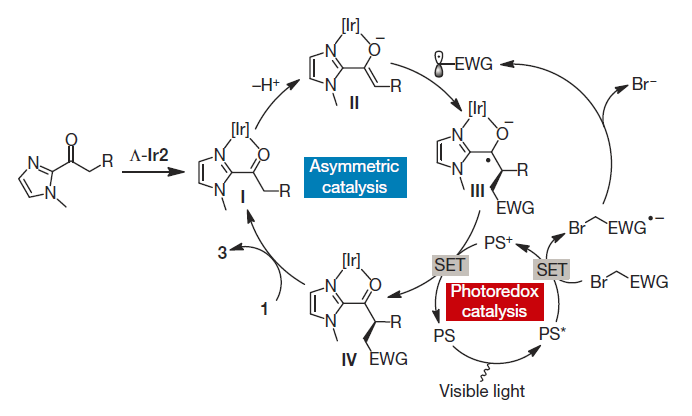 [Ir]
N
O−
N
R
II
–H+
EWG
Br−
O
N
N
R
Λ-Ir2
[Ir]
N
O
N
R
I
Asymmetric
catalysis
[Ir]
N
O−
N
•
R
III
EWG
Br EWG•−
PS+
SET
SET
Br EWG
3
1
[Ir]
N
O
N
R
IV EWG
Photoredox
catalysis
PS
PS*
Visible light